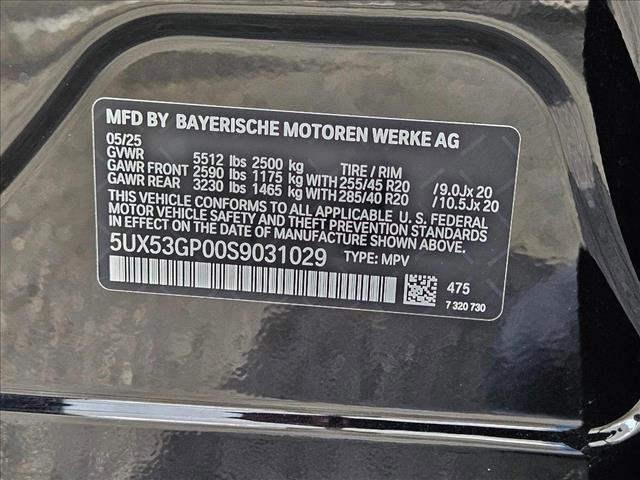 MFD BY BAYERISCHE MOTOREN WERKE AG
05/25
GVWR 5512 lbs 2500 kg TIRE / RIM
GAWR FRONT 2590 lbs 1175 kg WITH 255/45 R20 /9.0Jx 20
GAWR REAR 3230 lbs 1465 kg WITH 285/40 R20 /10.5Jx 20
THIS VEHICLE CONFORMS TO ALL APPLICABLE U. S. FEDERAL
MOTOR VEHICLE SAFETY AND THEFT PREVENTION STANDARDS
IN EFFECT ON THE DATE OF MANUFACTURE SHOWN ABOVE.
5UX53GP00S9031029 TYPE: MPV
475
7 320 730